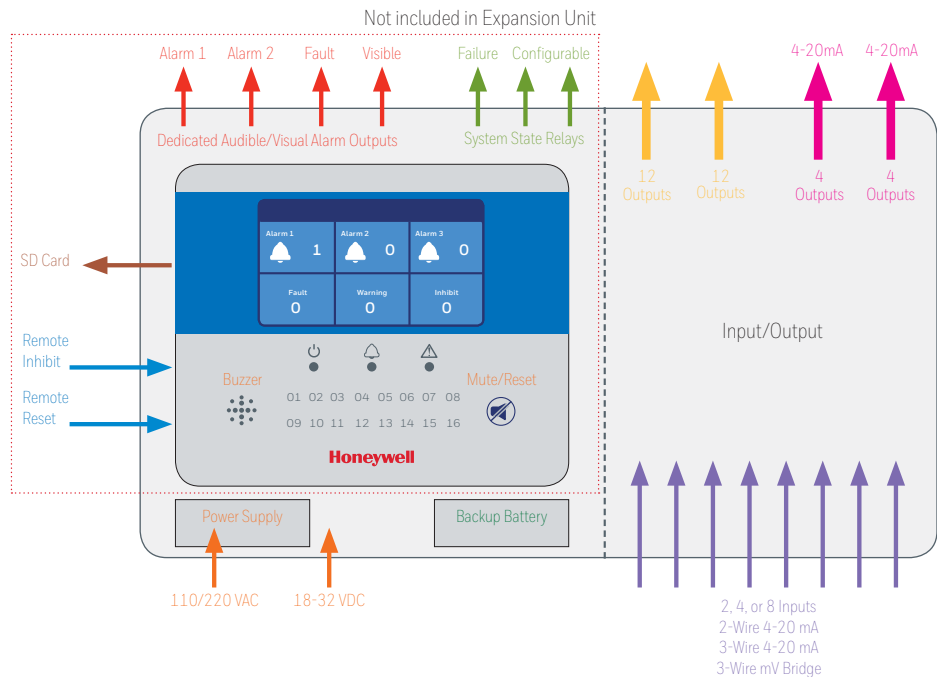 Not included in Expansion Unit
Alarm 1 Alarm 2 Fault Visible Failure Configurable 4-20mA 4-20mA
Dedicated Audible/Visual Alarm Outputs
System State Relays
12 Outputs
12 Outputs
4 Outputs
4 Outputs
Alarm 1 1
Alarm 2 0
Alarm 3 0
Fault 0
Warning 0
Inhibit 0
SD Card
Remote Inhibit
Remote Reset
Input/Output
Buzzer
Mute/Reset
01 02 03 04 05 06 07 08
09 10 11 12 13 14 15 16
Honeywell
Power Supply
Backup Battery
110/220 VAC
18-32 VDC
2, 4, or 8 Inputs
2-Wire 4-20 mA
3-Wire 4-20 mA
3-Wire mV Bridge